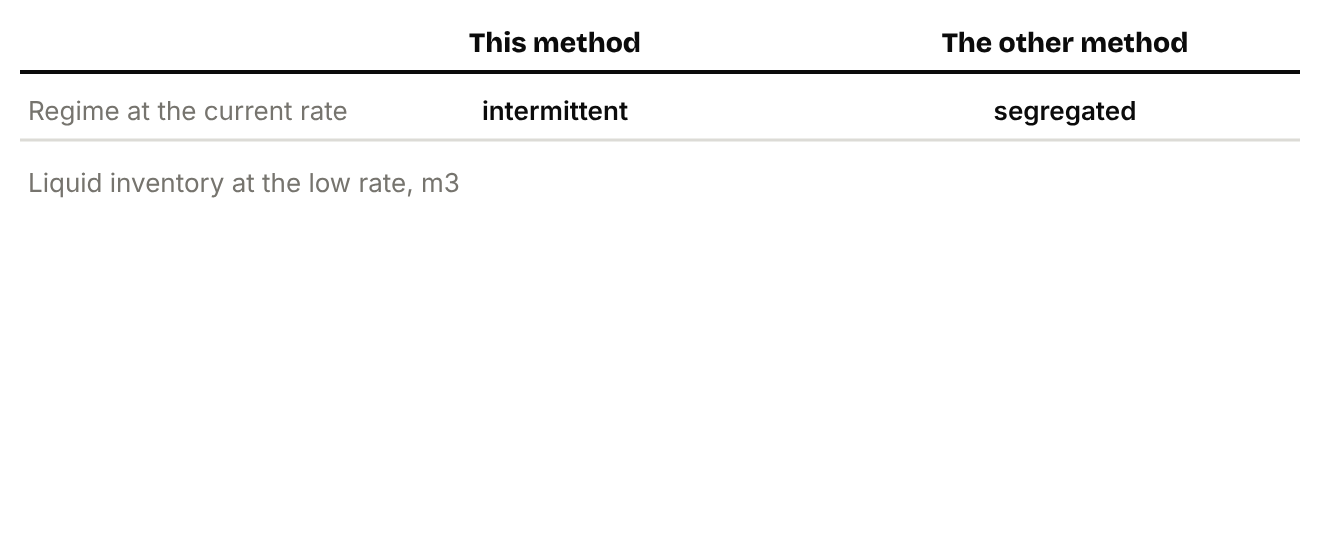 This method The other method
Regime at the current rate intermittent segregated
Liquid inventory at the low rate, m3